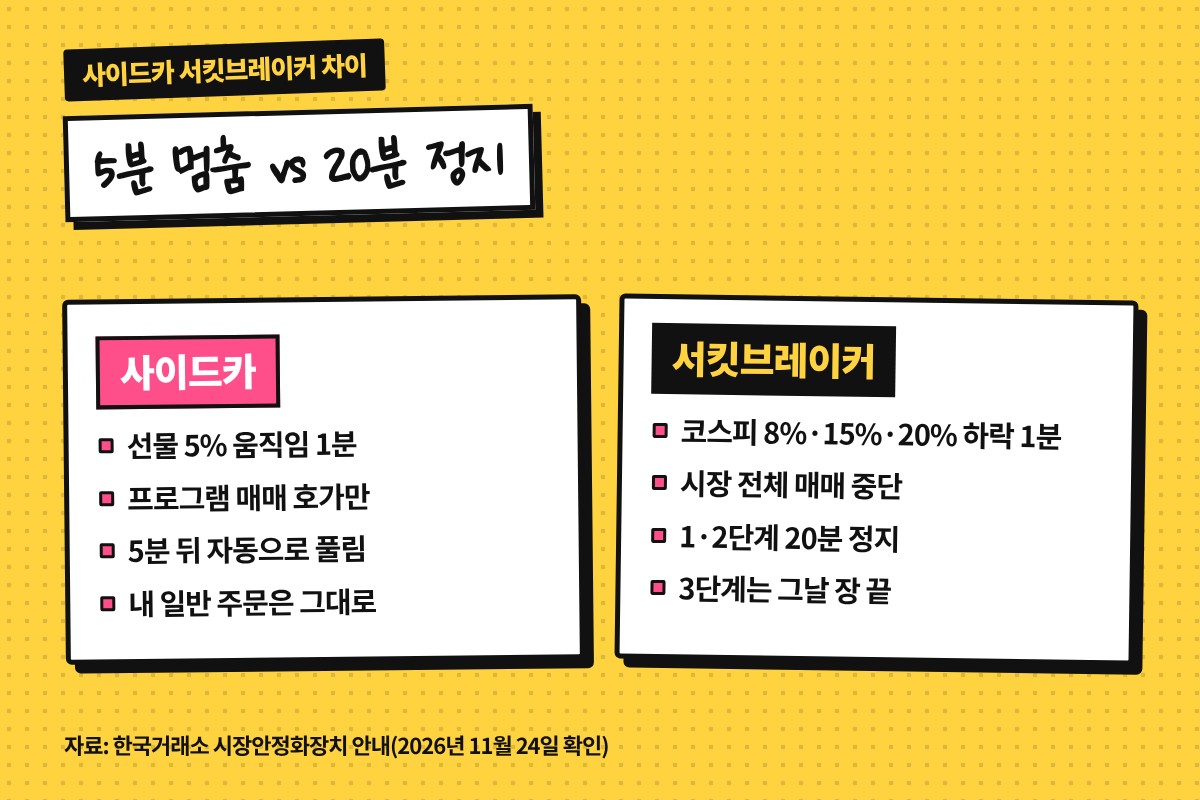 사이드카 서킷브레이커 차이
5분 멈춤 vs 20분 정지
사이드카
선물 5% 움직임 1분
프로그램 매매 호가만
5분 뒤 자동으로 풀림
내 일반 주문은 그대로
서킷브레이커
코스피 8%·15%·20% 하락 1분
시장 전체 매매 중단
1·2단계 20분 정지
3단계는 그날 장 끝
자료: 한국거래소 시장안정화장치 안내(2026년 11월 24일 확인)